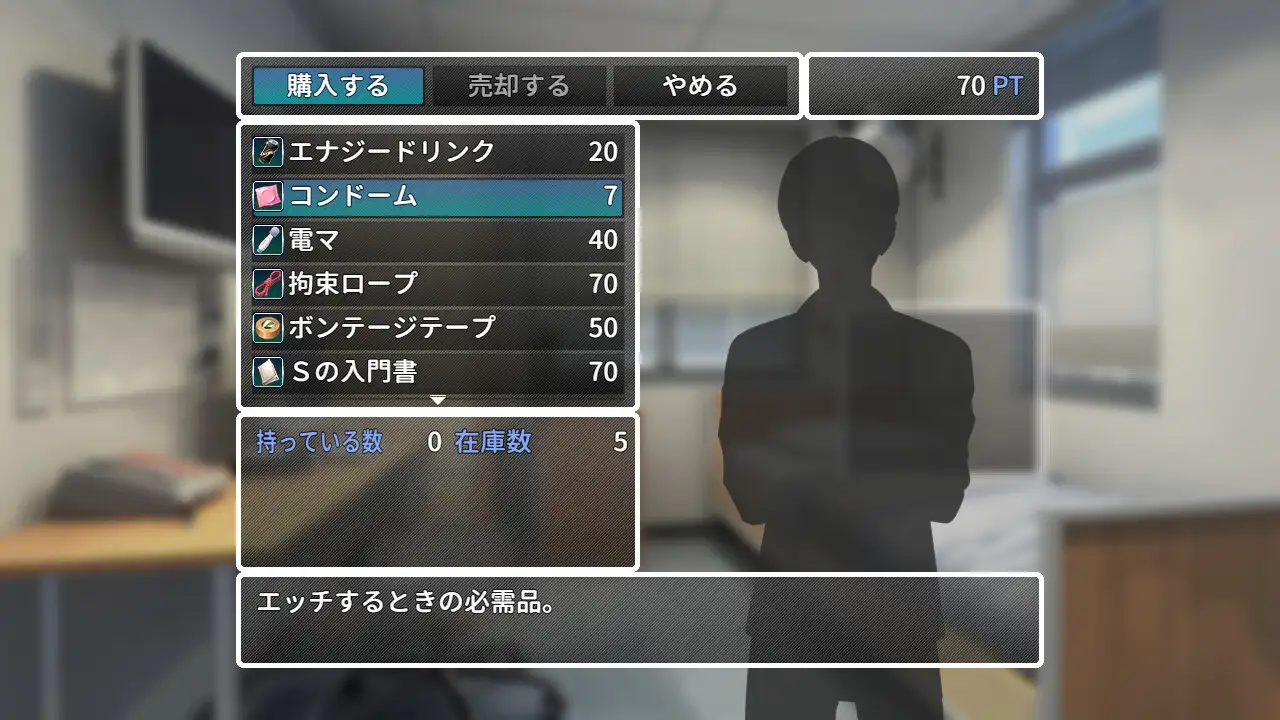 購入する 売却する やめる 70 PT
エナジードリンク 20
コンドーム 7
電マ 40
拘束ロープ 70
ボンテージテープ 50
Ｓの入門書 70
持っている数 0 在庫数 5
エッチするときの必需品。